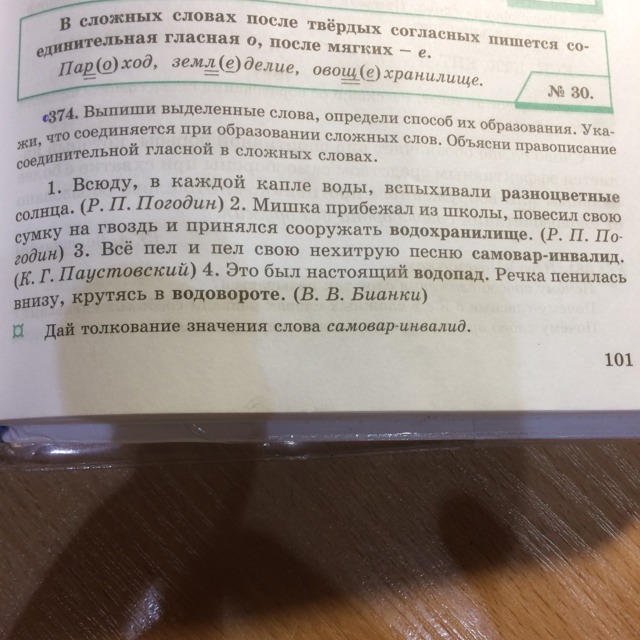 В сложных словах после твёрдых согласных пишется со-
единительная гласная о, после мягких – е.
Пар(о)ход, земл(е)делие, овощ(е)хранилище.
№ 30.
374. Выпиши выделенные слова, определи способ их образования. Ука-
жи, что соединяется при образовании сложных слов. Объясни правописание
соединительной гласной в сложных словах.
1. Всюду, в каждой капле воды, вспыхивали разноцветные
солнца. (Р. П. Погодин) 2. Мишка прибежал из школы, повесил свою
сумку на гвоздь и принялся сооружать водохранилище. (Р. П. По-
годин) 3. Всё пел и пел свою нехитрую песню самовар-инвалид.
(К. Г. Паустовский) 4. Это был настоящий водопад. Речка пенилась
внизу, крутясь в водовороте. (В. В. Бианки)
Дай толкование значения слова самовар-инвалид.
101